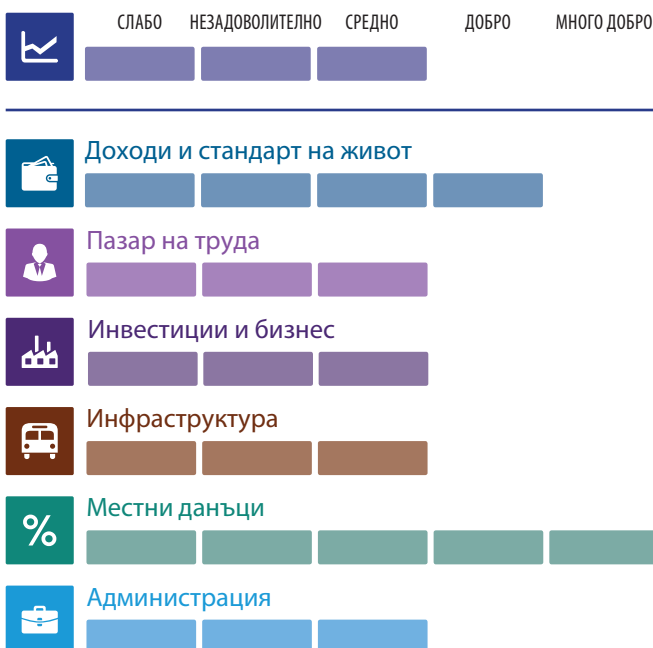 СЛАБО НЕЗАДОВОЛИТЕЛНО СРЕДНО ДОБРО МНОГО ДОБРО
Доходи и стандарт на живот
Пазар на труда
Инвестиции и бизнес
Инфраструктура
%
Местни данъци
Администрация